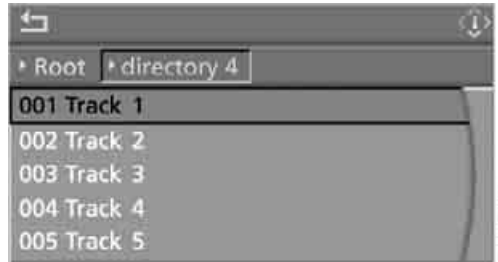 Root directory 4
001 Track 1
002 Track 2
003 Track 3
004 Track 4
005 Track 5